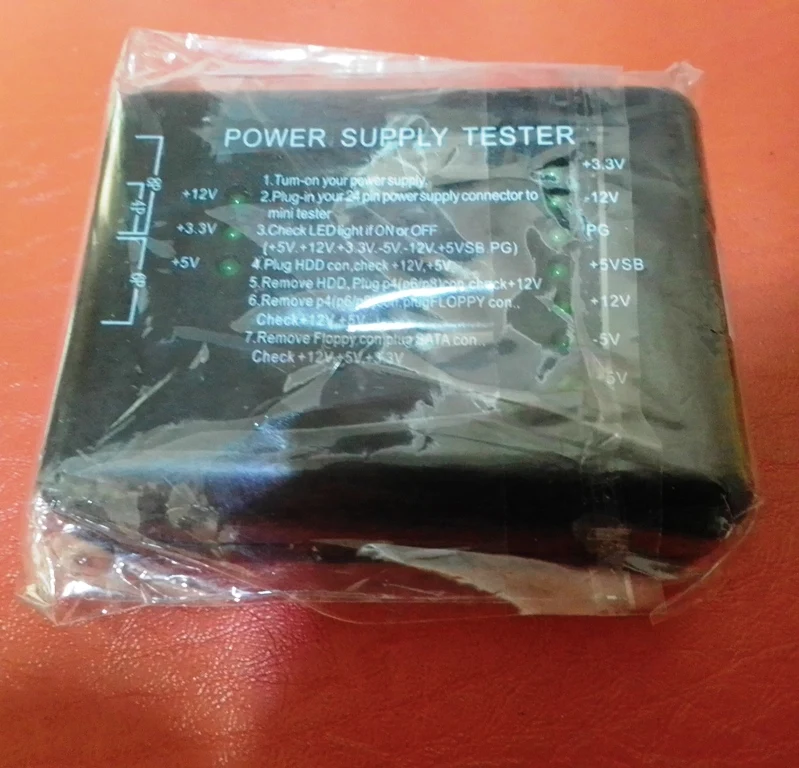 POWER SUPPLY TESTER
1.Turn-on your power supply.
2.Plug-in your 24 pin power supply connector to
mini tester
3.Check LED light if ON or OFF
(+5V.+12V.+3.3V.-5V.-12V.+5VSB.PG)
4.Plug HDD con,check +12V,+5V
5.Remove HDD, Plug p4(p6/p8)con check+12V
6.Remove p4(p6/ plugFLOPPY con..
Check+12V,+5V
7.Remove Floppy con,plug SATA con..
Check +12V,+5V,+3.3V
8P
4P
6P
+12V
+3.3V
+5V
+3.3V
-12V
PG
+5VSB
+12V
-5V
+5V